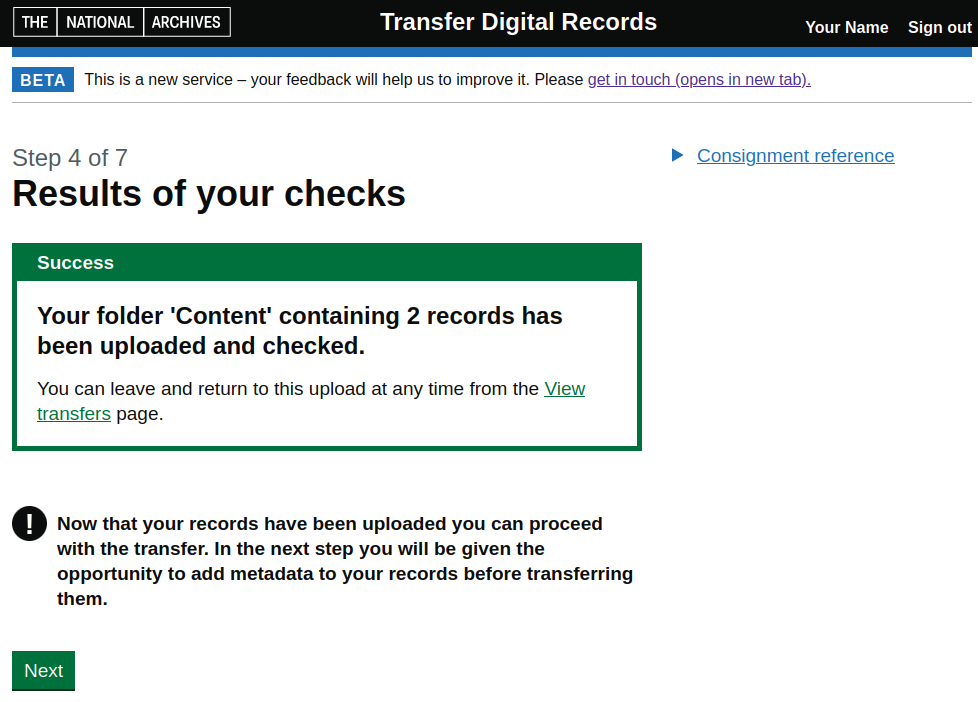 THE NATIONAL ARCHIVES
Transfer Digital Records
Your Name Sign out
BETA This is a new service – your feedback will help us to improve it. Please get in touch (opens in new tab).
Step 4 of 7
Results of your checks
Consignment reference
Success
Your folder 'Content' containing 2 records has
been uploaded and checked.
You can leave and return to this upload at any time from the View
transfers page.
! Now that your records have been uploaded you can proceed
with the transfer. In the next step you will be given the
opportunity to add metadata to your records before transferring
them.
Next